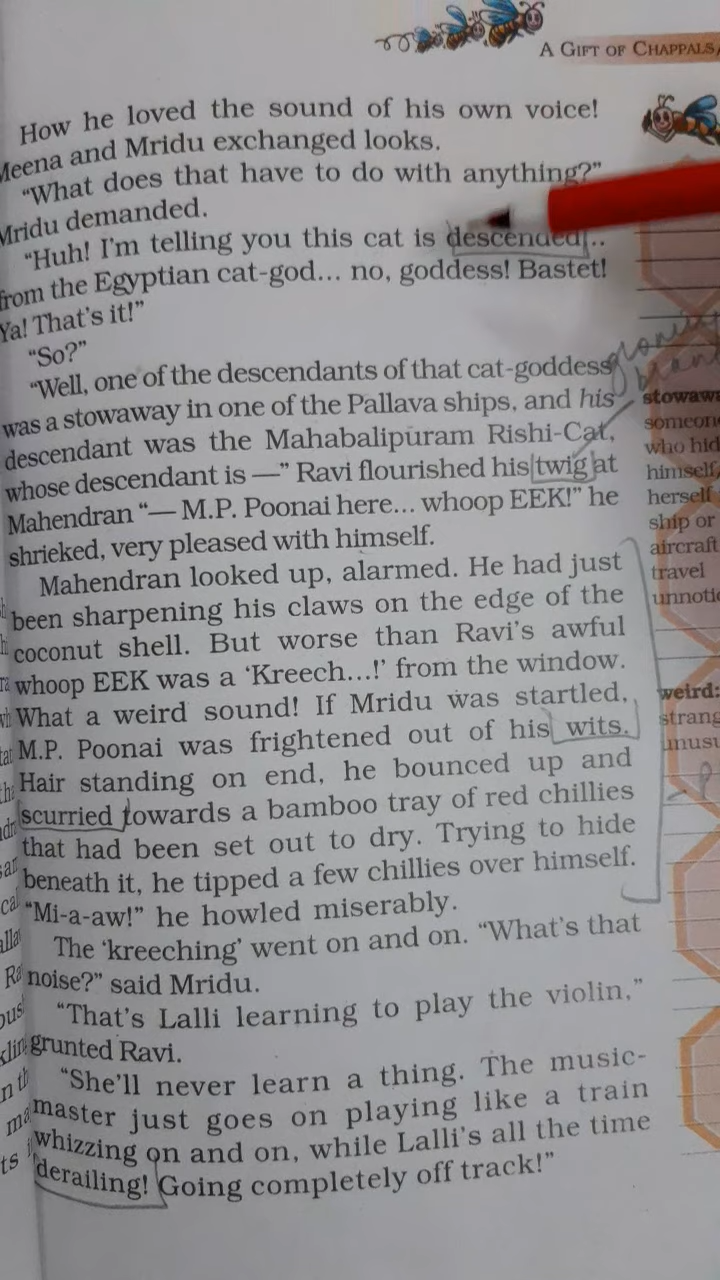 A GIFT OF CHAPPALS
How he loved the sound of his own voice!
Meena and Mridu exchanged looks.
“What does that have to do with anything?”
Mridu demanded.
“Huh! I’m telling you this cat is descended...
from the Egyptian cat-god... no, goddess! Bastet!
Ya! That’s it!”
“So?”
“Well, one of the descendants of that cat-goddess
was a stowaway in one of the Pallava ships, and his
descendant was the Mahabalipuram Rishi-Cat,
whose descendant is —” Ravi flourished his twig at
Mahendran “— M.P. Poonai here... whoop EEK!” he
shrieked, very pleased with himself.
Mahendran looked up, alarmed. He had just
been sharpening his claws on the edge of the
coconut shell. But worse than Ravi’s awful
whoop EEK was a ‘Kreech...!’ from the window.
What a weird sound! If Mridu was startled,
M.P. Poonai was frightened out of his wits.
Hair standing on end, he bounced up and
scurried towards a bamboo tray of red chillies
that had been set out to dry. Trying to hide
beneath it, he tipped a few chillies over himself.
“Mi-a-aw!” he howled miserably.
The ‘kreeching’ went on and on. “What’s that
noise?” said Mridu.
“That’s Lalli learning to play the violin,”
grunted Ravi.
“She’ll never learn a thing. The music-
master just goes on playing like a train
whizzing on and on, while Lalli’s all the time
derailing! Going completely off track!”
stowaw
someon
who hid
himself
herself
ship or
aircraft
travel
unnotic
weird:
strang
unusu